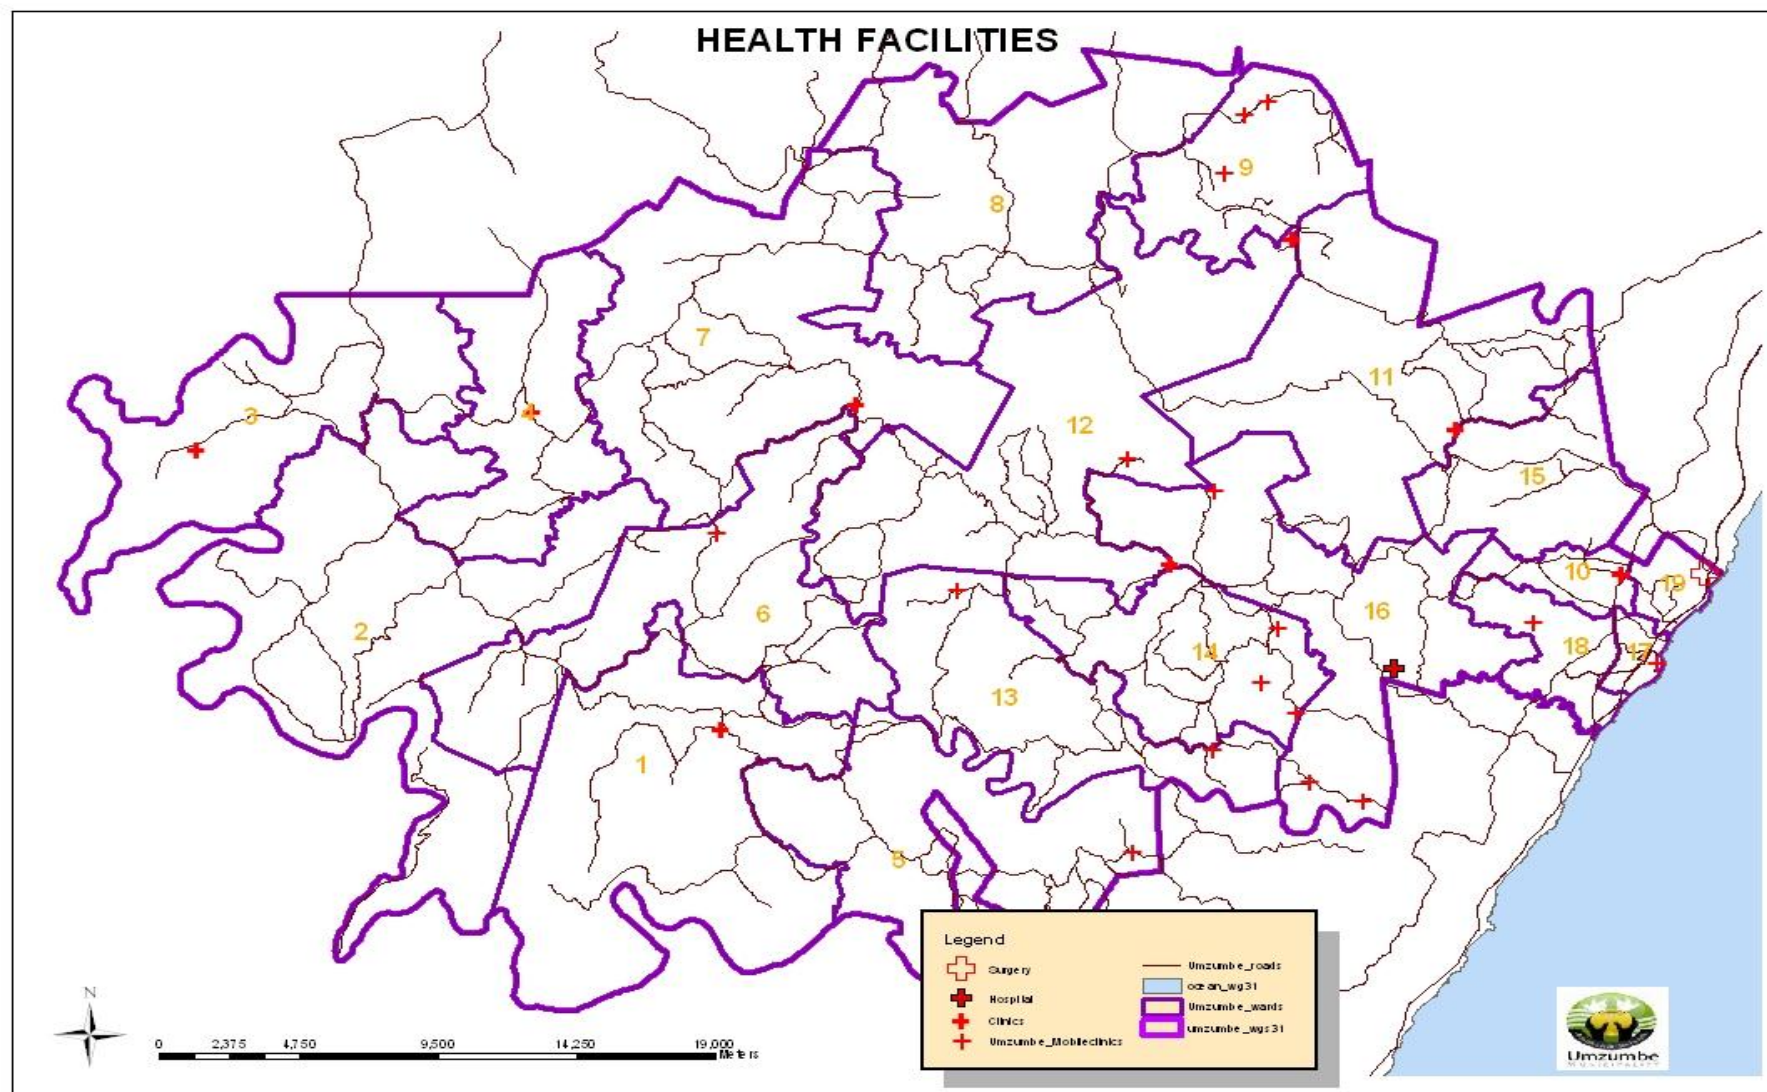 HEALTH FACILITIES
9
8
7
11
3
4
12
15
10
19
16
2
6
14
18
17
13
1
5
Legend
Surgery
Hospital
Clinics
Umzumbe_Mobileclinics
Umzumbe_roads
ocean_wg31
Umzumbe_wards
umzumbe_wgs31
N
0 2,375 4,750 9,500 14,250 19,000
Meters
Umzumbe
MUNICIPALITY